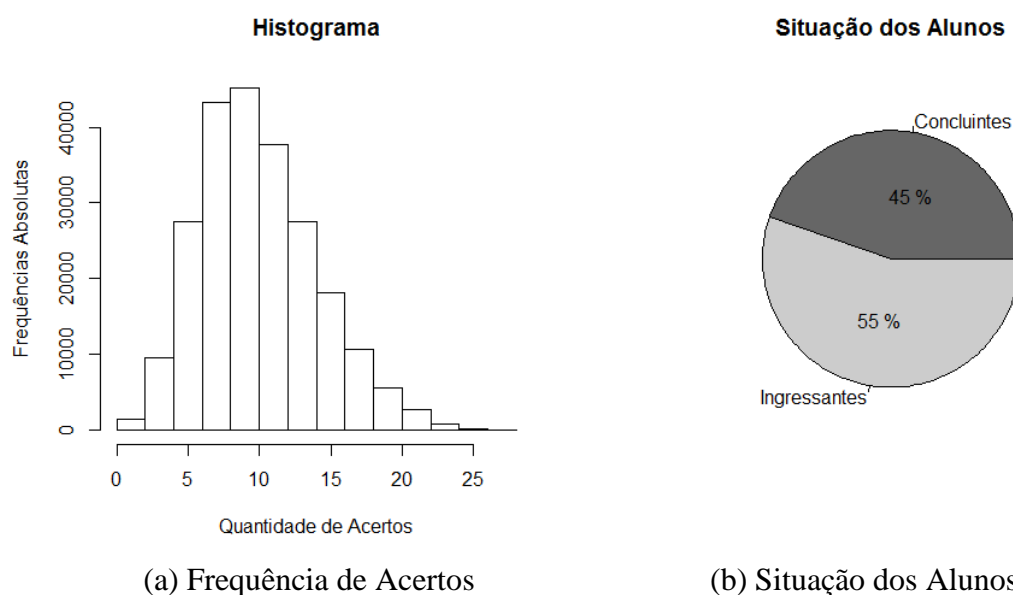 Histograma
Frequências Absolutas
40000
30000
20000
10000
0
0 5 10 15 20 25
Quantidade de Acertos
(a) Frequência de Acertos
Situação dos Alunos
Concluintes
45 %
55 %
Ingressantes
(b) Situação dos Alunos